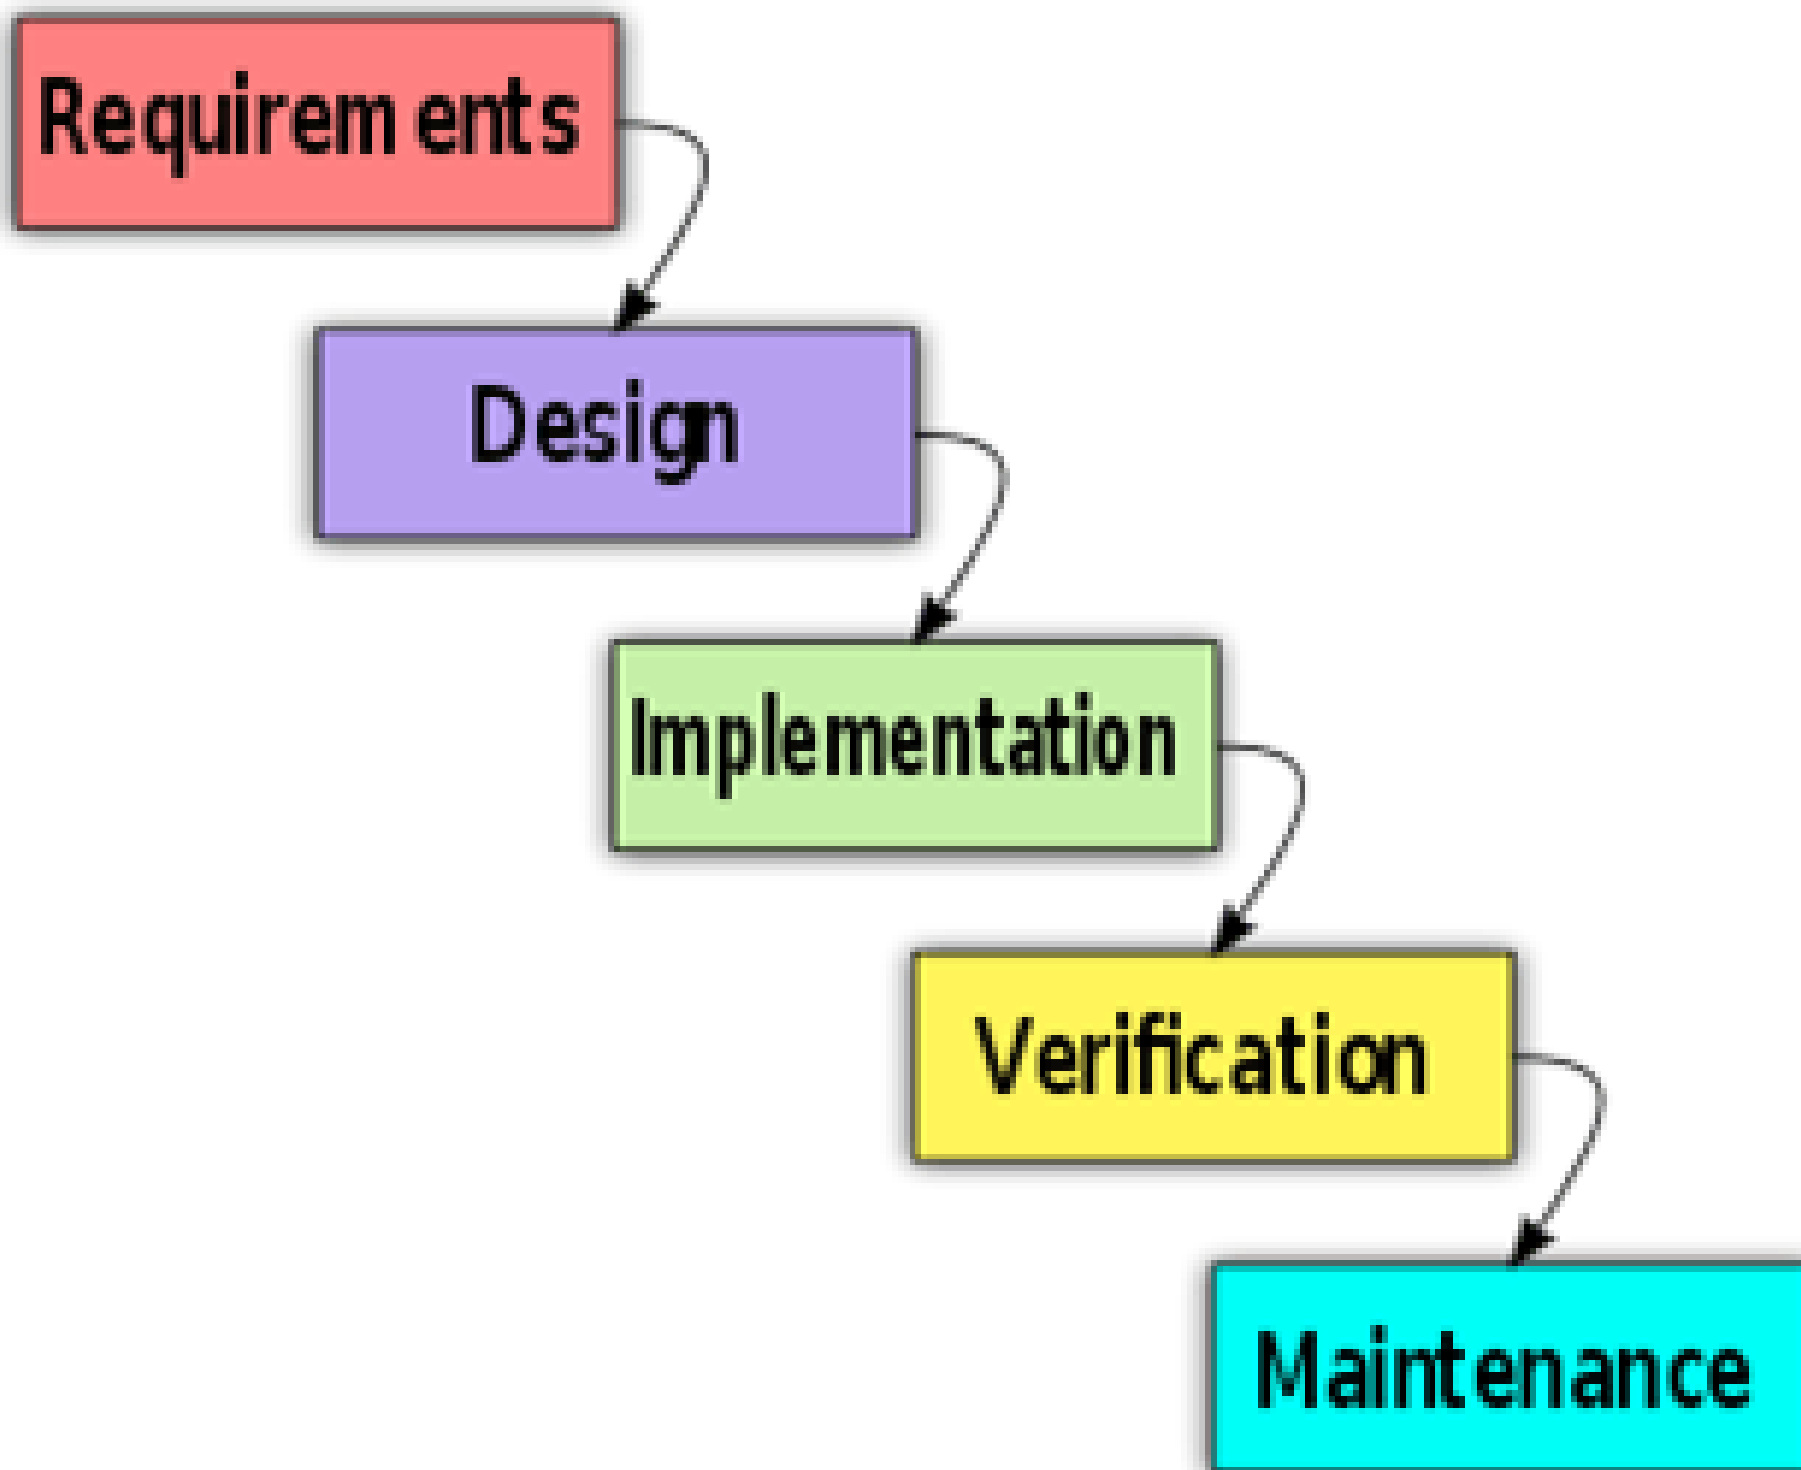 Requirements
Design
Implementation
Verification
Maintenance